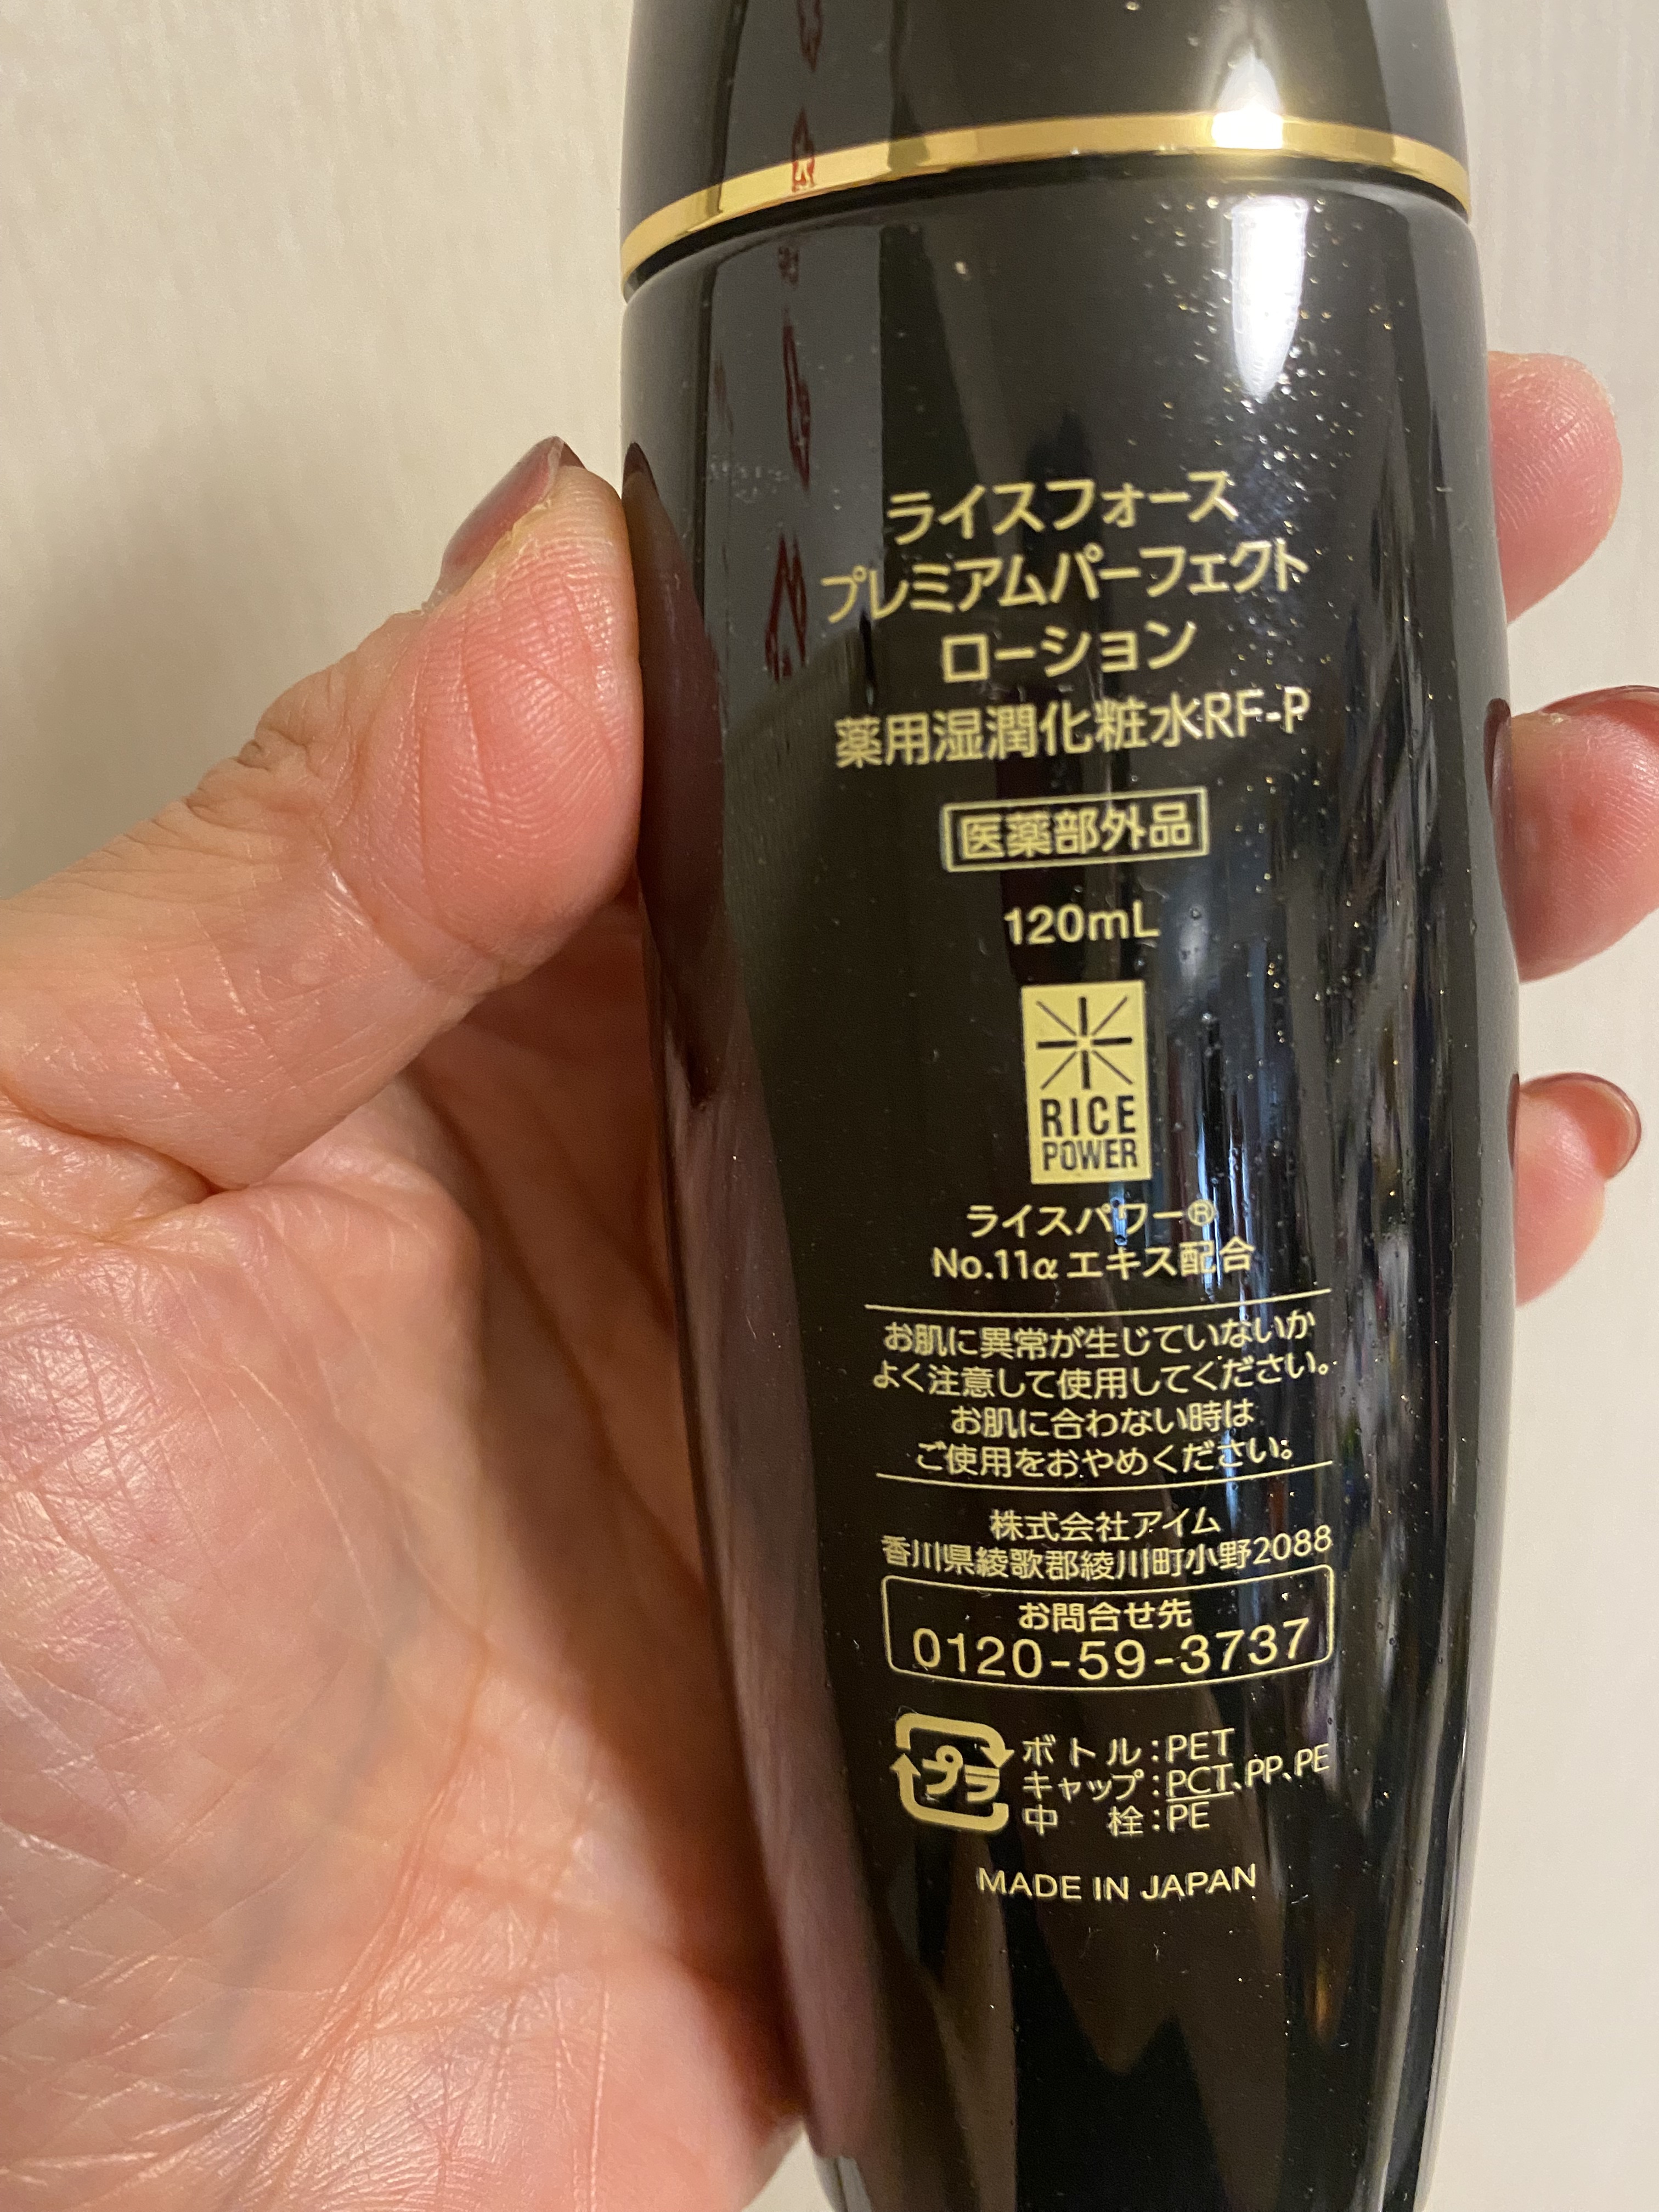 ライスフォース
プレミアムパーフェクト
ローション
薬用湿潤化粧水RF-P
医薬部外品
120mL
RICE
POWER
ライスパワー®
No.11α エキス配合
お肌に異常が生じていないか
よく注意して使用してください。
お肌に合わない時は
ご使用をおやめください。
株式会社アイム
香川県綾歌郡綾川町小野2088
お問合せ先
0120-59-3737
プラ
ボトル:PET
キャップ:PCT、PP、PE
中 栓:PE
MADE IN JAPAN